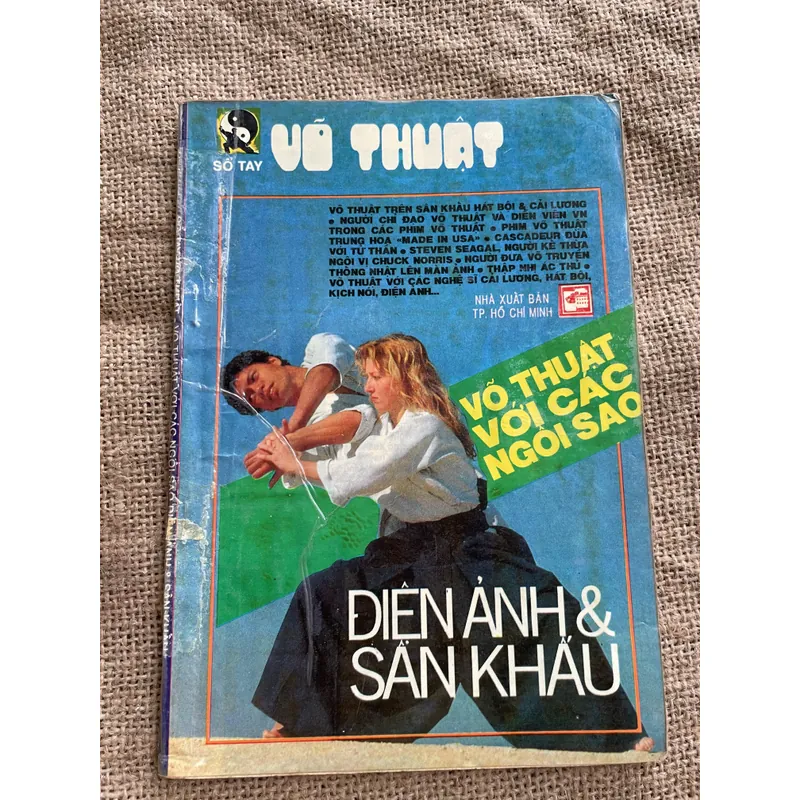 SỔ TAY VÕ THUẬT
VÕ THUẬT TRÊN SÂN KHẤU HÁT BỘI & CẢI LƯƠNG
● NGƯỜI CHỈ ĐẠO VÕ THUẬT VÀ DIỄN VIÊN VN
TRONG CÁC PHIM VÕ THUẬT ● PHIM VÕ THUẬT
TRUNG HOA «MADE IN USA» ● CASCADEUR ĐÙA
VỚI TỬ THẦN ● STEVEN SEAGAL, NGƯỜI KẾ THỪA
NGÔI VỊ CHUCK NORRIS ● NGƯỜI ĐƯA VÕ TRUYỆN
THỐNG NHẤT LÊN MÀN ẢNH ● THẬP NHỊ ÁC THÚ ●
VÕ THUẬT VỚI CÁC NGHỆ SĨ CẢI LƯƠNG, HÁT BỘI,
KỊCH NÓI, ĐIỆN ẢNH...
NHÀ XUẤT BẢN
TP. HỒ CHÍ MINH
VÕ THUẬT
VỚI CÁC
NGÔI SAO
ĐIỆN ẢNH &
SÂN KHẤU